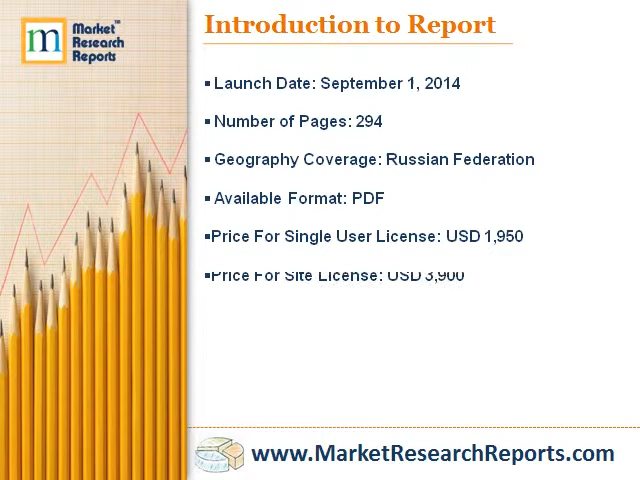 m
Market
Research
Reports
™
Introduction to Report
▪ Launch Date: September 1, 2014
▪ Number of Pages: 294
▪ Geography Coverage: Russian Federation
▪ Available Format: PDF
▪Price For Single User License: USD 1,950
▪Price For Site License: USD 3,900
www.MarketResearchReports.com